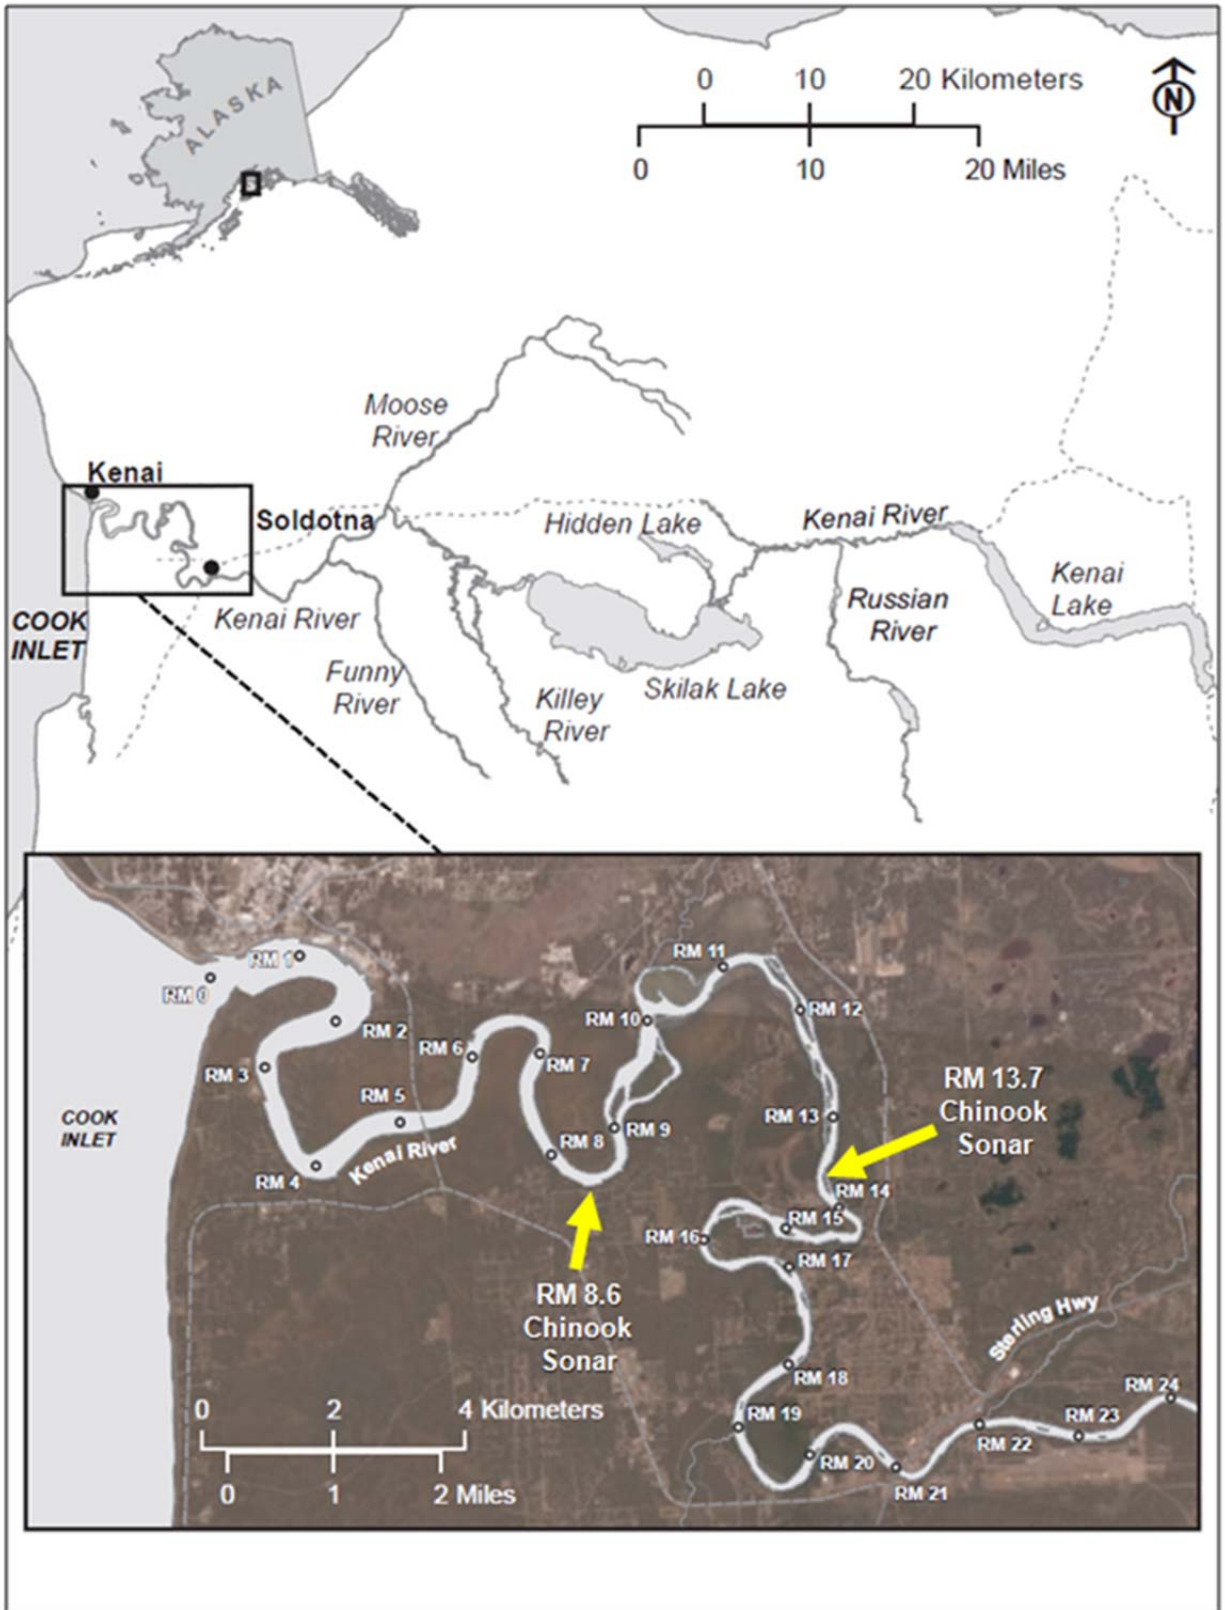 ALASKA
0 10 20 Kilometers
0 10 20 Miles
N
Moose
River
Kenai
Soldotna
Hidden Lake
Kenai River
Kenai
Lake
COOK
INLET
Kenai River
Russian
River
Funny
River
Killey
River
Skilak Lake
RM 0
RM 1
RM 2
RM 3
RM 4
RM 5
RM 6
RM 7
RM 8
RM 9
RM 10
RM 11
RM 12
RM 13
RM 14
RM 15
RM 16
RM 17
RM 18
RM 19
RM 20
RM 21
RM 22
RM 23
RM 24
COOK
INLET
Kenai River
RM 13.7
Chinook
Sonar
RM 8.6
Chinook
Sonar
Sterling Hwy
0 2 4 Kilometers
0 1 2 Miles